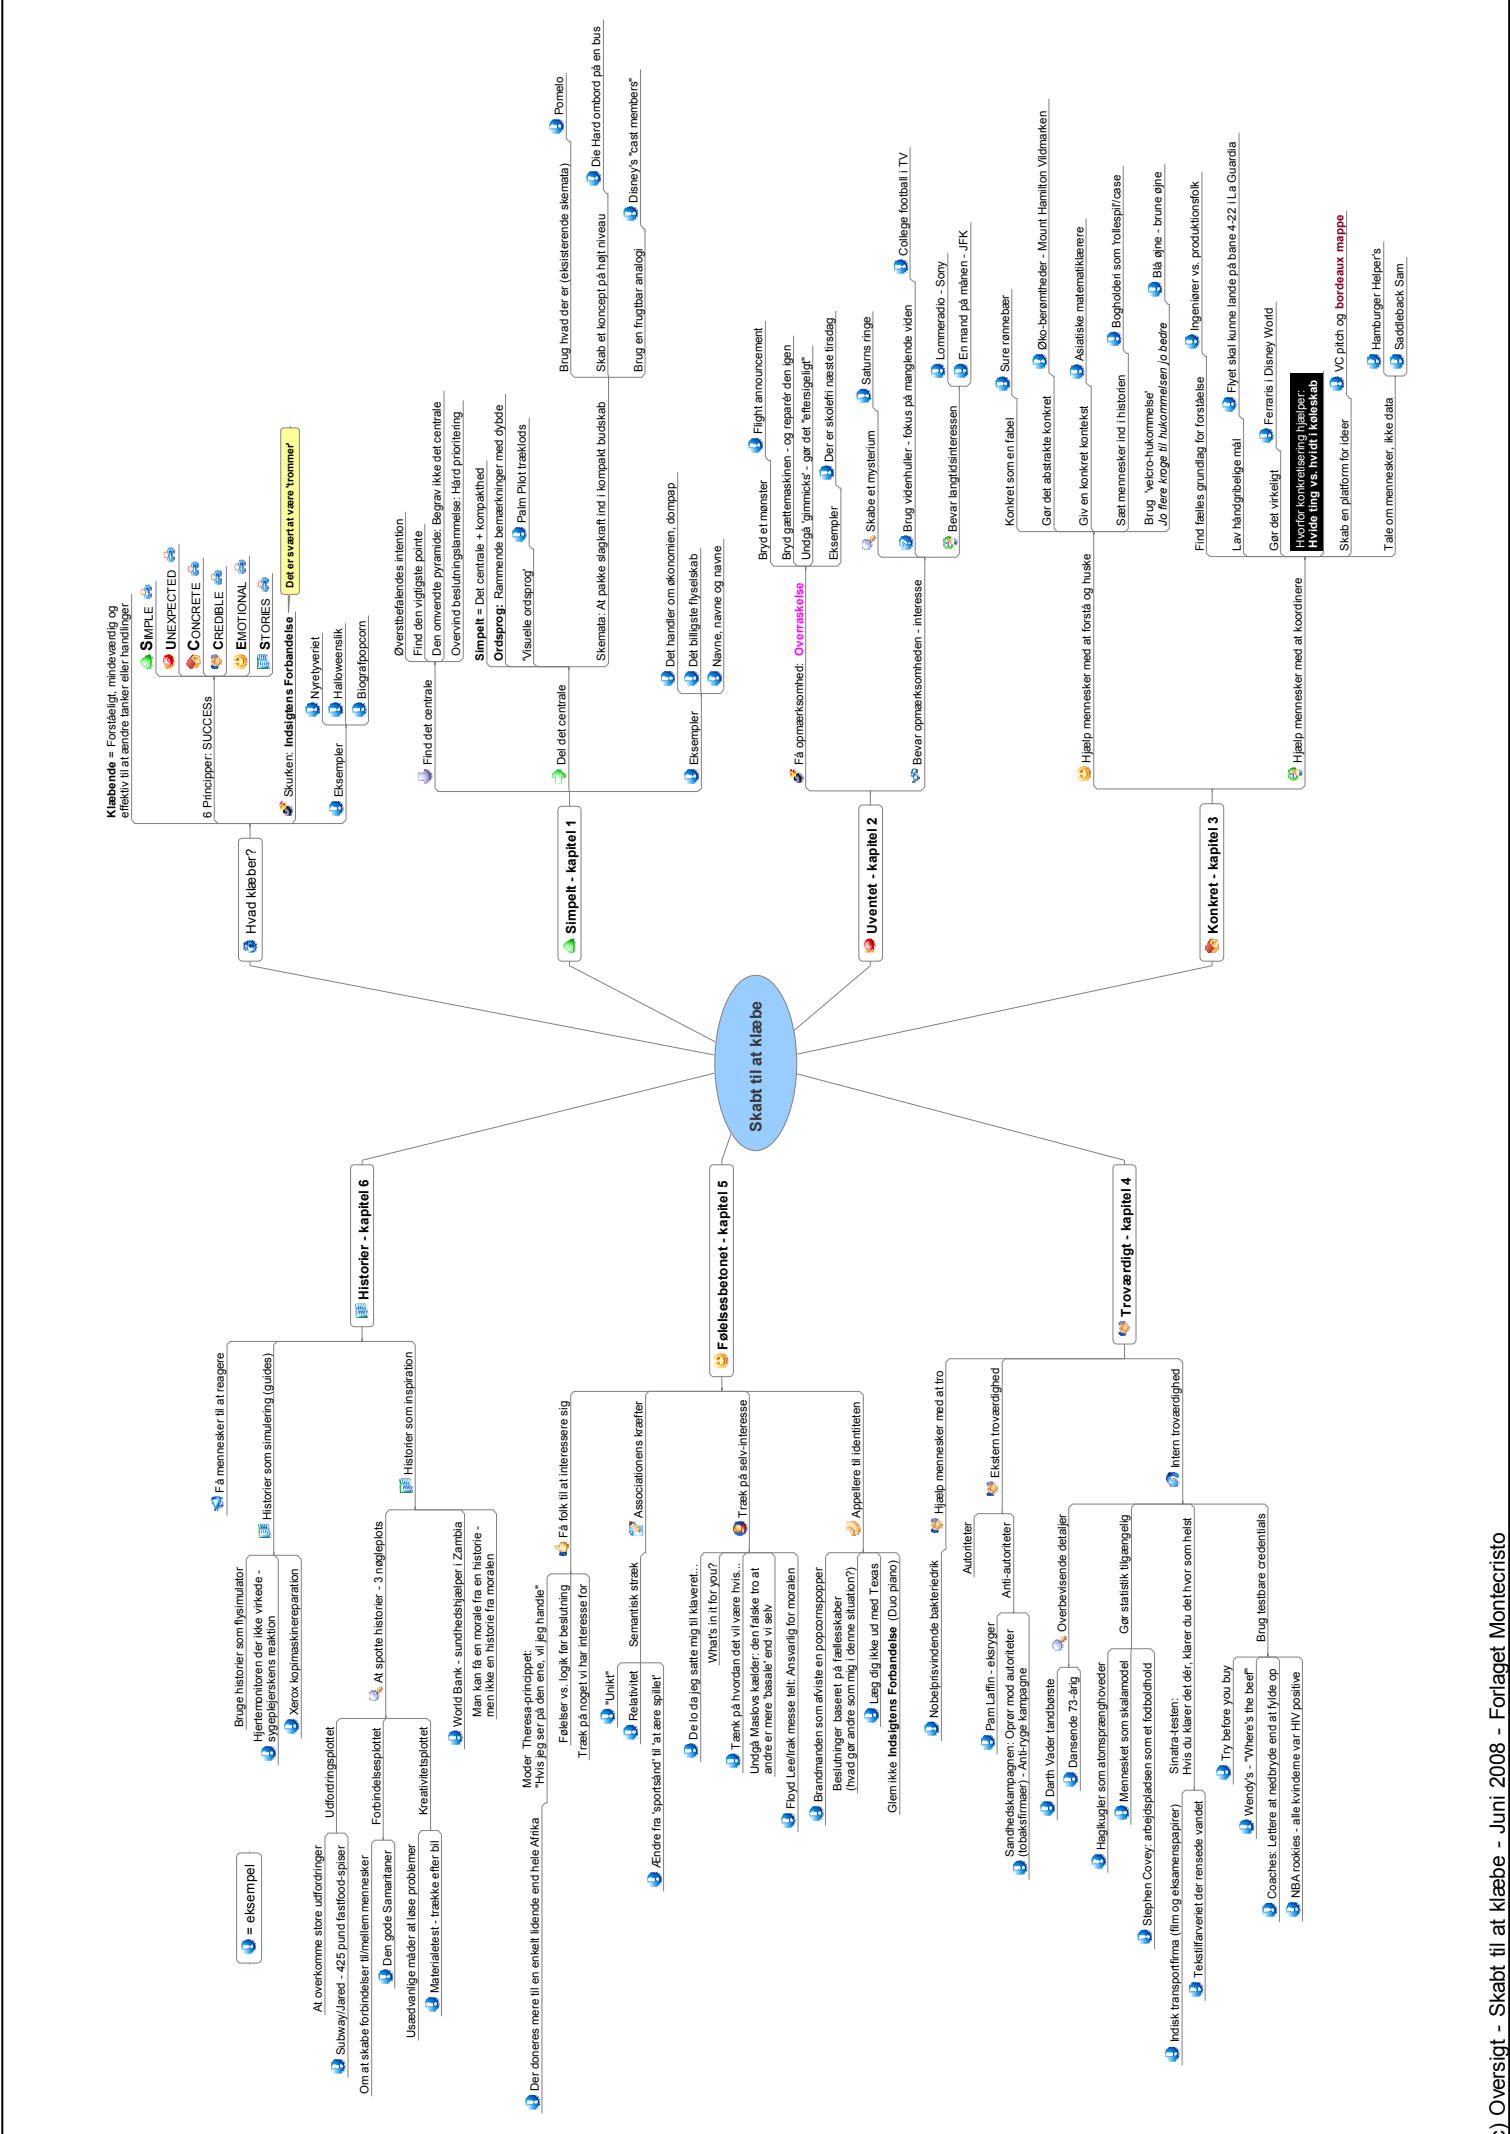 Skabt til at klæbe
Hvad klæber?
Klæbende = Forståeligt, mindeværdig og
effektiv til at ændre tanker eller handlinger
6 Principper: SUCCESs
SIMPLE
UNEXPECTED
CONCRETE
CREDIBLE
EMOTIONAL
STORIES
Skurken: Indsigtens Forbandelse
Det er svært at være 'trommer'
Eksempler
Nyretyveriet
Halloweenslik
Biografpopcorn
Simpelt - kapitel 1
Find det centrale
Øverstbefalendes intention
Find den vigtigste pointe
Den omvendte pyramide: Begrav ikke det centrale
Overvind beslutningslammelse: Hård prioritering
Del det centrale
Simpelt = Det centrale + kompakthed
Ordsprog: Rammende bemærkninger med dybde
'Visuelle ordsprog'
Palm Pilot træklods
Skemata: At pakke slagkraft ind i kompakt budskab
Brug hvad der er (eksisterende skemata)
Pomelo
Skab et koncept på højt niveau
Die Hard ombord på en bus
Brug en frugtbar analogi
Disney's "cast members"
Eksempler
Det handler om økonomien, dompap
Dét billigste flyselskab
Navne, navne og navne
Uventet - kapitel 2
Få opmærksomhed: Overraskelse
Bryd et mønster
Flight announcement
Bryd gættemaskinen - og reparér den igen
Undgå 'gimmicks' - gør det "eftersigeligt"
Eksempler
Der er skolefri næste tirsdag
Bevar opmærksomheden - interesse
Skabe et mysterium
Saturns ringe
Brug videnhuller - fokus på manglende viden
College football i TV
Bevar langtidsinteressen
Lommeradio - Sony
En mand på månen - JFK
Konkret - kapitel 3
Hjælp mennesker med at forstå og huske
Konkret som en fabel
Sure rønnebær
Gør det abstrakte konkret
Øko-berømtheder - Mount Hamilton Vildmarken
Giv en konkret kontekst
Asiatiske matematiklærere
Sæt mennesker ind i historien
Bogholderi som 'rollespil'/case
Brug 'velcro-hukommelse'
Jo flere kroge til hukommelsen jo bedre
Blå øjne - brune øjne
Hjælp mennesker med at koordinere
Find fælles grundlag for forståelse
Ingeniører vs. produktionsfolk
Lav håndgribelige mål
Flyet skal kunne lande på bane 4-22 i La Guardia
Gør det virkeligt
Ferraris i Disney World
Hvorfor konkretisering hjælper:
Hvide ting vs. hvidt i køleskab
Skab en platform for ideer
VC pitch og bordeaux mappe
Tale om mennesker, ikke data
Hamburger Helper's
Saddleback Sam
Historier - kapitel 6
Få mennesker til at reagere
Historier som simulering (guides)
Bruge historier som flysimulator
Hjertemonitoren der ikke virkede -
sygeplejerskens reaktion
Xerox kopimaskinereparation
Historier som inspiration
At spotte historier - 3 nøgleplots
Udfordringsplottet
At overkomme store udfordringer
Subway/Jared - 425 pund fastfood-spiser
Forbindelsesplottet
Om at skabe forbindelser til/mellem mennesker
Den gode Samaritaner
Kreativitetsplottet
Usædvanlige måder at løse problemer
Materialetest - trække efter bil
World Bank - sundhedshjælper i Zambia
Man kan få en morale fra en historie -
men ikke en historie fra moralen
= eksempel
Følelsesbetonet - kapitel 5
Få folk til at interessere sig
Moder Theresa-princippet:
"Hvis jeg ser på den ene, vil jeg handle"
Der doneres mere til en enkelt lidende end hele Afrika
Følelser vs. logik før beslutning
Træk på noget vi har interesse for
Associationens kræfter
Semantisk stræk
"Unikt"
Relativitet
Ændre fra 'sportsånd' til 'at ære spillet'
Træk på selv-interesse
De lo da jeg satte mig til klaveret...
What's in it for you?
Tænk på hvordan det vil være hvis...
Undgå Maslovs kælder: den falske tro at
andre er mere 'basale' end vi selv
Floyd Lee/Irak messe telt: Ansvarlig for moralen
Appellere til identiteten
Brandmanden som afviste en popcornspopper
Beslutninger baseret på fællesskaber
(hvad gør andre som mig i denne situation?)
Læg dig ikke ud med Texas
Glem ikke Indsigtens Forbandelse (Duo piano)
Troværdigt - kapitel 4
Hjælp mennesker med at tro
Nobelprisvindende bakteriedrik
Ekstern troværdighed
Autoriteter
Pam Laffin - eksryger
Anti-autoriteter
Sandhedskampagnen: Oprør mod autoriteter
(tobaksfirmaer) - Anti-ryge kampagne
Intern troværdighed
Overbevisende detaljer
Darth Vader tandbørste
Dansende 73-årig
Gør statistik tilgængelig
Haglkugler som atomsprænghoveder
Mennesket som skalamodel
Stephen Covey: arbejdspladsen som et fodboldhold
Sinatra-testen:
Hvis du klarer det dér, klarer du det hvor som helst
Indisk transportfirma (film og eksamenspapirer)
Tekstilfarveriet der rensede vandet
Brug testbare credentials
Try before you buy
Wendy's - "Where's the beef"
Coaches: Lettere at nedbryde end at fylde op
NBA rookies - alle kvinderne var HIV positive
c) Oversigt - Skabt til at klæbe - Juni 2008 - Forlaget Montecristo